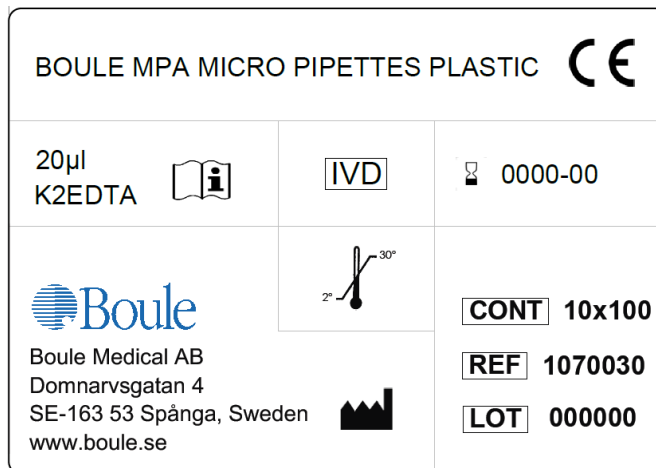 BOULE MPA MICRO PIPETTES PLASTIC CE
20µl
K2EDTA
IVD
0000-00
30°
2°
Boule
Boule Medical AB
Domnarvsgatan 4
SE-163 53 Spånga, Sweden
www.boule.se
CONT 10x100
REF 1070030
LOT 000000